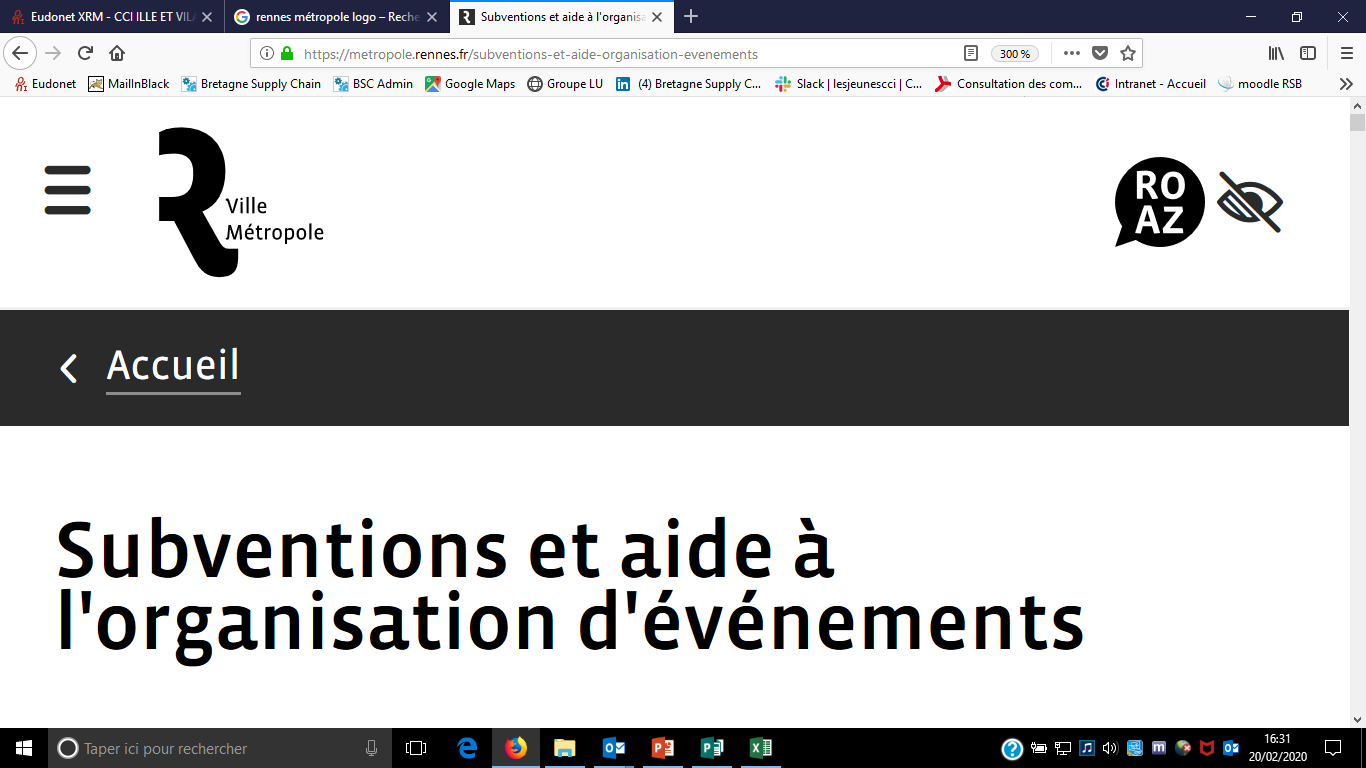 Eudonet XRM - CCI ILLE ET VIL
rennes métropole logo – Reche
Subventions et aide à l'organisa
https://metropole.rennes.fr/subventions-et-aide-organisation-evenements
300 %
Eudonet
MailInBlack
Bretagne Supply Chain
BSC Admin
Google Maps
Groupe LU
(4) Bretagne Supply C...
Slack | lesjeunescci | C...
Consultation des com...
Intranet - Accueil
moodle RSB
Ville
Métropole
RO
AZ
Accueil
Subventions et aide à
l'organisation d'événements
Taper ici pour rechercher
16:31
20/02/2020